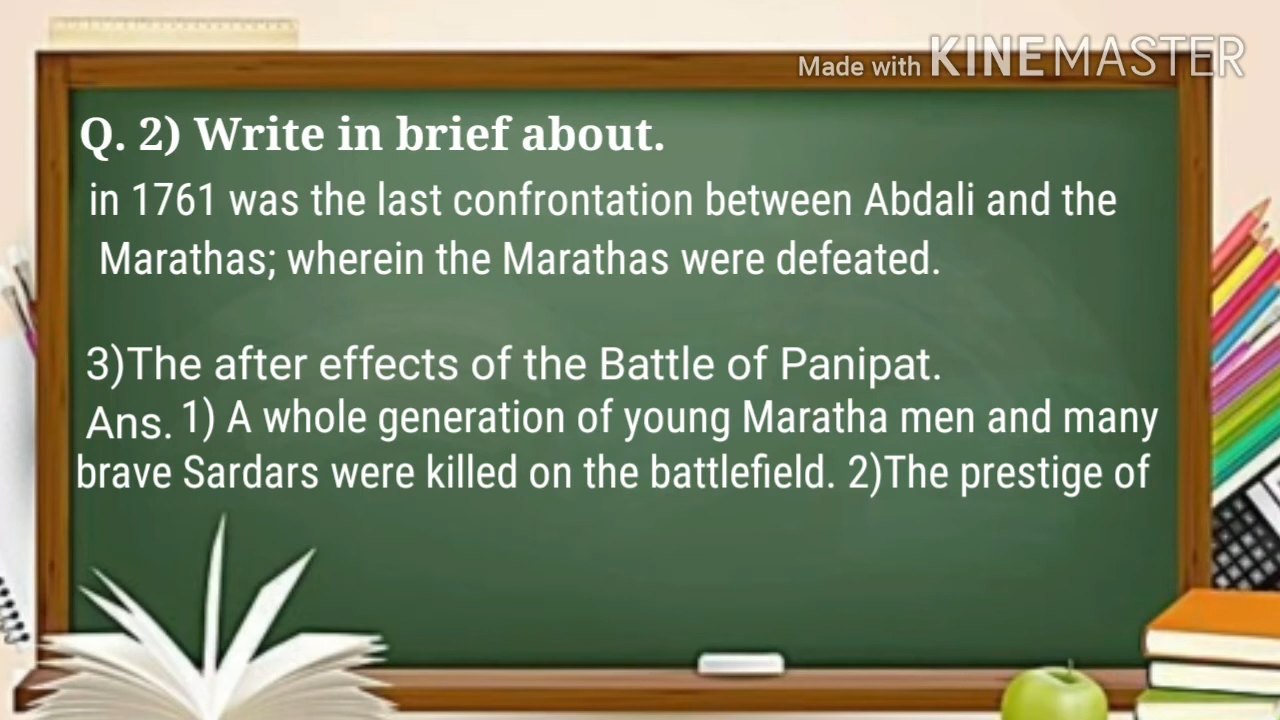 Made with KINEMASTER
Q. 2) Write in brief about.
in 1761 was the last confrontation between Abdali and the
Marathas; wherein the Marathas were defeated.
3)The after effects of the Battle of Panipat.
Ans. 1) A whole generation of young Maratha men and many
brave Sardars were killed on the battlefield. 2)The prestige of